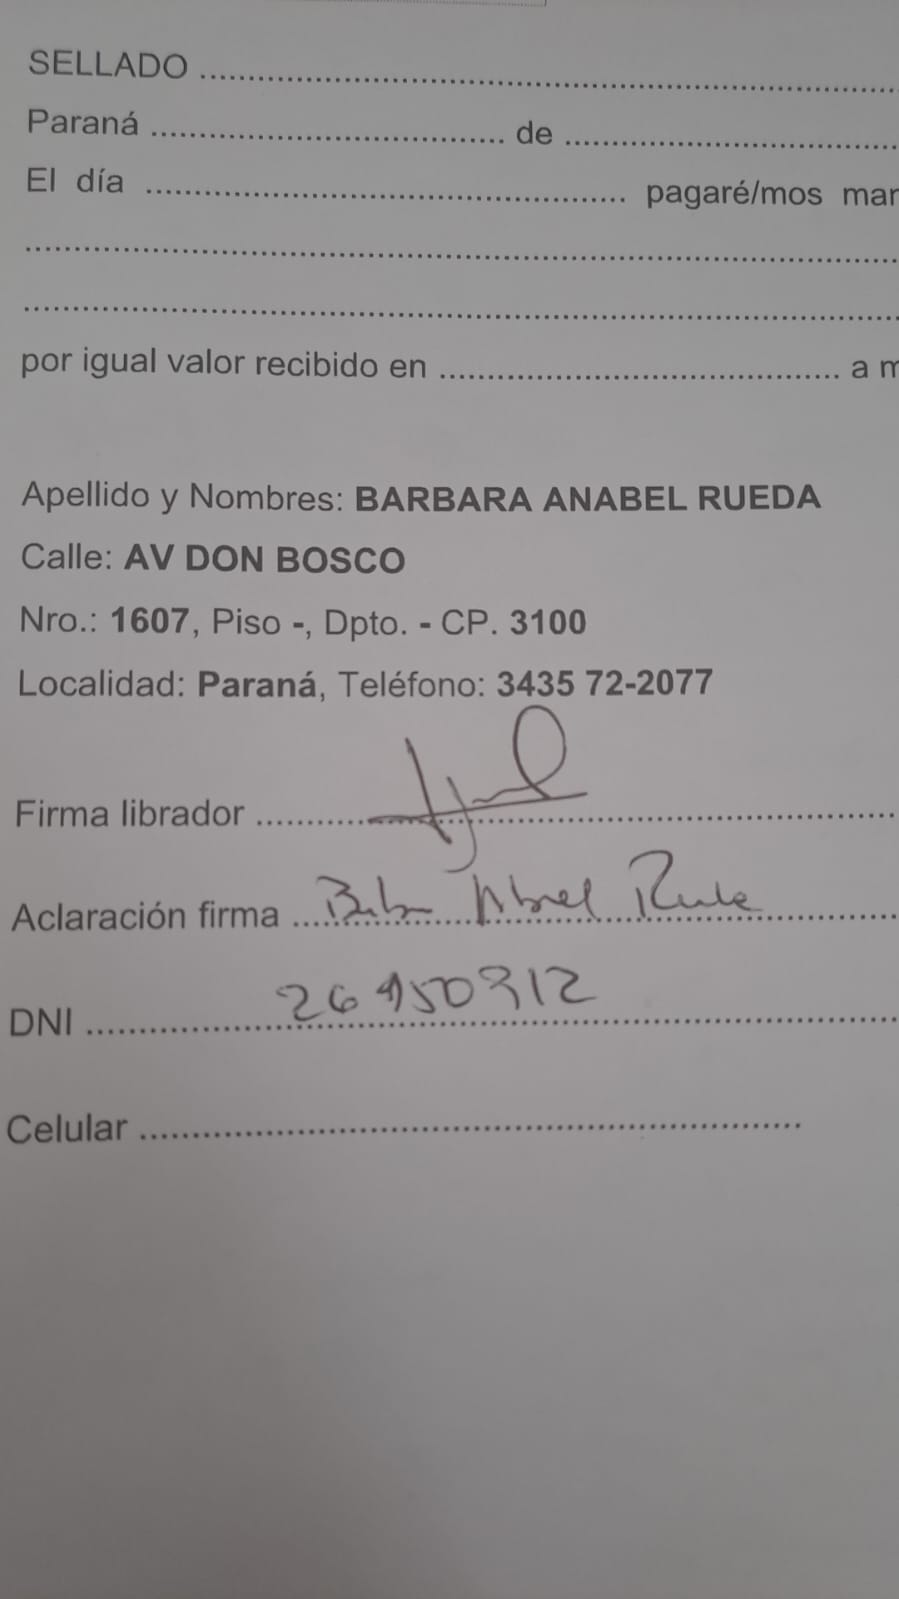 SELLADO ................................................................
Paraná .................................... de ..................................
El día ................................................. pagaré/mos mar
................................................................................
................................................................................
por igual valor recibido en ......................................... a m
Apellido y Nombres: BARBARA ANABEL RUEDA
Calle: AV DON BOSCO
Nro.: 1607, Piso -, Dpto. - CP. 3100
Localidad: Paraná, Teléfono: 3435 72-2077
Firma librador ................................................................
Aclaración firma ................................................................
DNI ........ 26950312 ........................................
Celular ................................................................